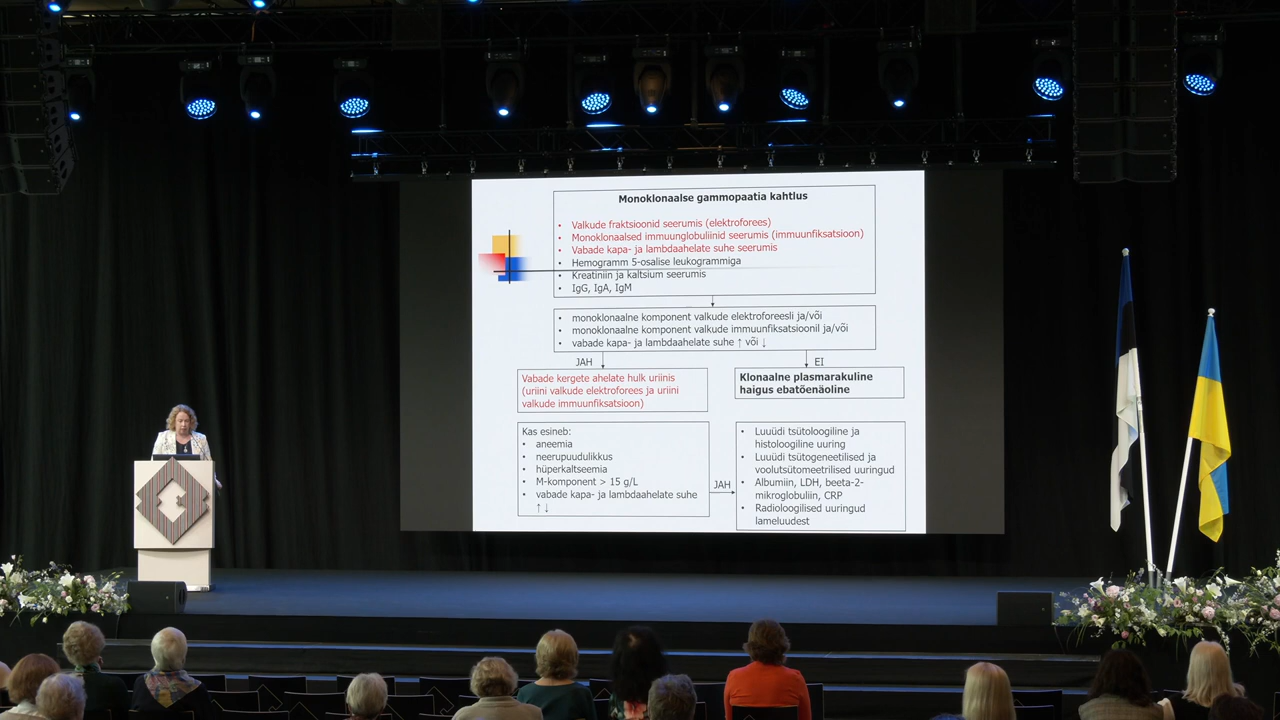 Monoklonaalse gammopaatia kahtlus
• Valkude fraktsioonid seerumis (elektroforees)
• Monoklonaalsed immuunglobuliinid seerumis (immuunfiksatsioon)
• Vabade kapa- ja lambdaahelate suhe seerumis
• Hemogramm 5-osalise leukogrammiga
• Kreatiniin ja kaltsium seerumis
• IgG, IgA, IgM
• monoklonaalne komponent valkude elektroforeesli ja/või
• monoklonaalne komponent valkude immuunfiksatsioonil ja/või
• vabade kapa- ja lambdaahelate suhe ↑ või ↓
JAH
EI
Vabade kergete ahelate hulk uriinis
(uriini valkude elektroforees ja uriini
valkude immuunfiksatsioon)
Klonaalne plasmarakuline
haigus ebatõenäoline
Kas esineb:
• aneemia
• neerupuudulikkus
• hüperkaltseemia
• M-komponent > 15 g/L
• vabade kapa- ja lambdaahelate suhe
↑ ↓
JAH
• Luuüdi tsütoloogiline ja
histoloogiline uuring
• Luuüdi tsütogeneetilised ja
voolutsütomeetrilised uuringud
• Albumiin, LDH, beeta-2-
mikroglobuliin, CRP
• Radioloogilised uuringud
lameluudest